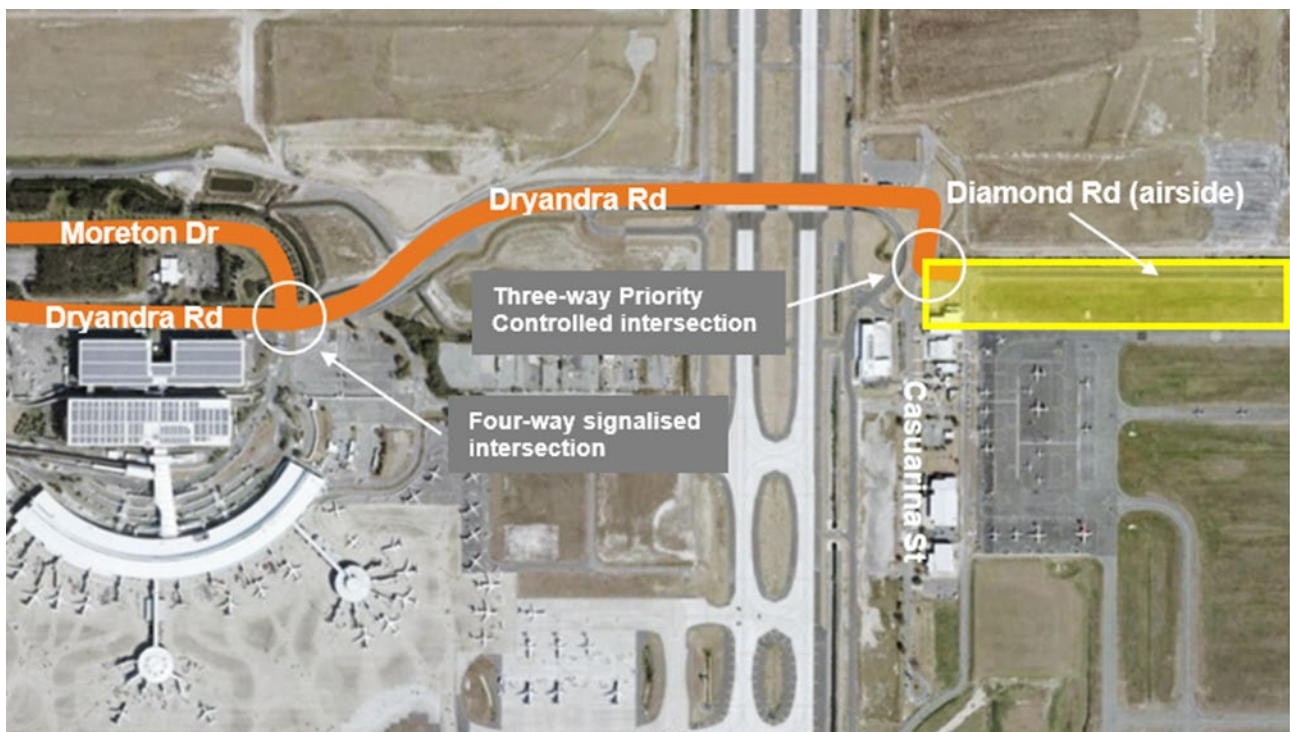 Dryandra Rd
Diamond Rd (airside)
Moreton Dr
Dryandra Rd
Three-way Priority
Controlled intersection
Four-way signalised
intersection
Casuarina St